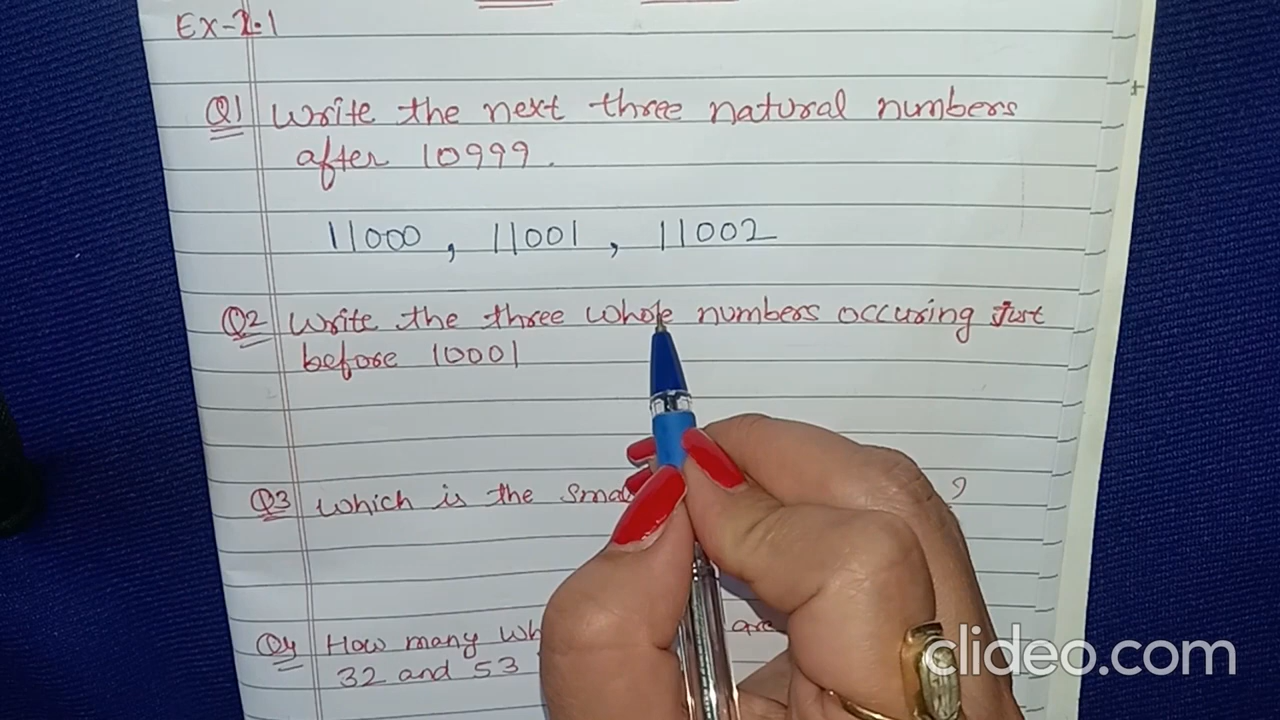 Ex-2.1
Q1 Write the next three natural numbers
after 10999.
11000, 11001, 11002
Q2 Write the three whole numbers occuring Just
before 10001
Q3 Which is the ?
Q4 How many
32 and 53
clideo.com